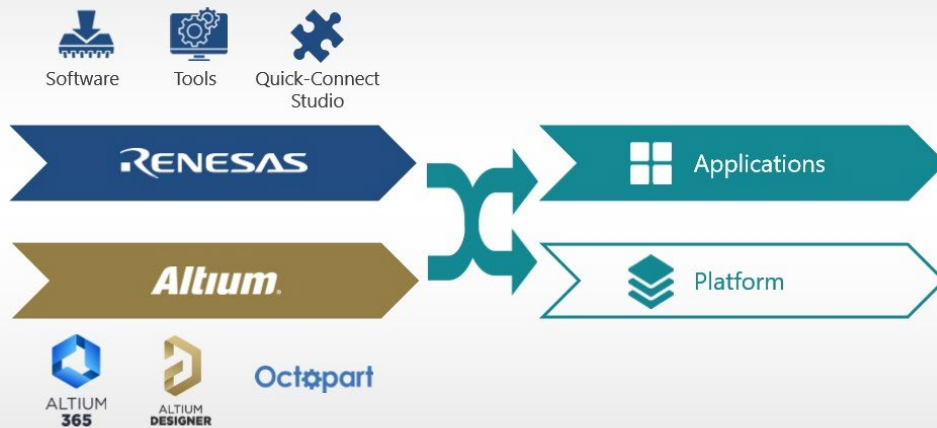 Software
Tools
Quick-Connect
Studio
RENESAS
Applications
Altium.
Platform
ALTIUM
365
ALTIUM
DESIGNER
Octopart